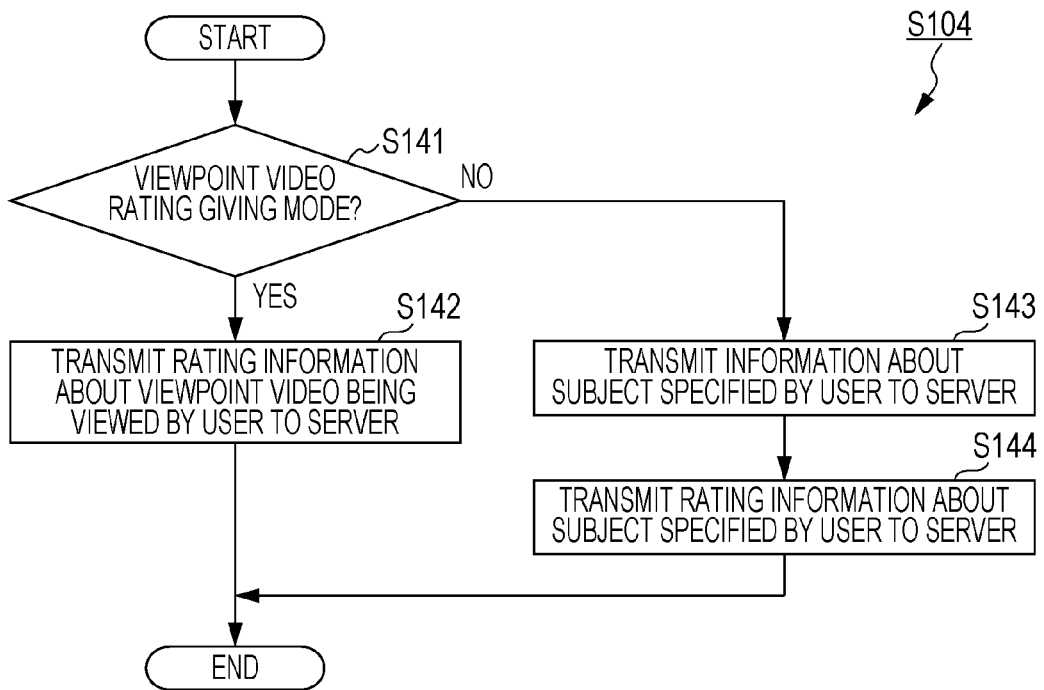 START
S104
S141
VIEWPOINT VIDEO
RATING GIVING MODE?
NO
YES
S142
TRANSMIT RATING INFORMATION
ABOUT VIEWPOINT VIDEO BEING
VIEWED BY USER TO SERVER
S143
TRANSMIT INFORMATION ABOUT
SUBJECT SPECIFIED BY USER TO SERVER
S144
TRANSMIT RATING INFORMATION ABOUT
SUBJECT SPECIFIED BY USER TO SERVER
END